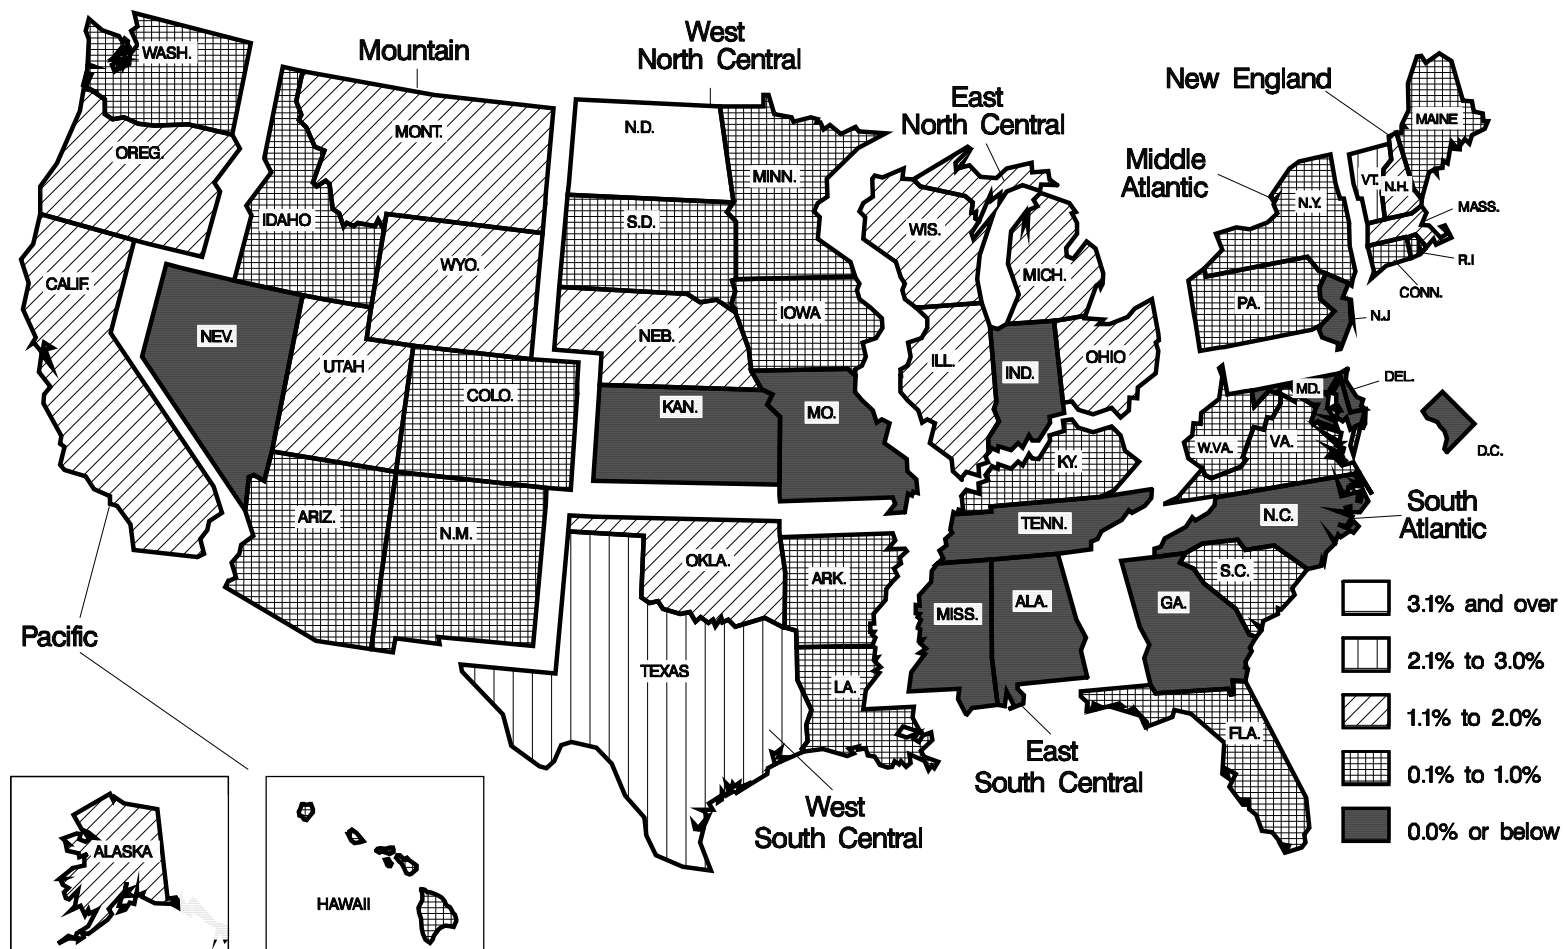 West
North Central
Mountain
East
North Central
New England
Middle
Atlantic
WASH.
OREG.
MONT.
IDAHO
WYO.
CALIF.
NEV.
UTAH
COLO.
ARIZ.
N.M.
N.D.
S.D.
MINN.
NEB.
IOWA
KAN.
MO.
WIS.
MICH.
ILL.
IND.
OHIO
MAINE
VT.
N.H.
MASS.
R.I
CONN.
N.Y.
PA.
N.J
MD.
DEL.
D.C.
W.VA.
VA.
KY.
TENN.
N.C.
S.C.
OKLA.
ARK.
TEXAS
LA.
MISS.
ALA.
GA.
FLA.
South
Atlantic
Pacific
East
South Central
West
South Central
ALASKA
HAWAII
3.1% and over
2.1% to 3.0%
1.1% to 2.0%
0.1% to 1.0%
0.0% or below